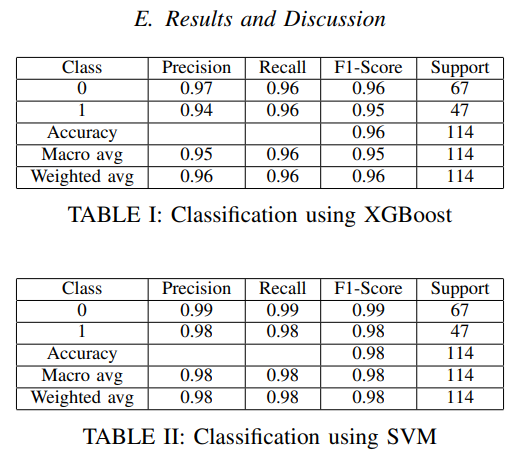 E. Results and Discussion
Class Precision Recall F1-Score Support
0 0.97 0.96 0.96 67
1 0.94 0.96 0.95 47
Accuracy 0.96 114
Macro avg 0.95 0.96 0.95 114
Weighted avg 0.96 0.96 0.96 114
TABLE I: Classification using XGBoost
Class Precision Recall F1-Score Support
0 0.99 0.99 0.99 67
1 0.98 0.98 0.98 47
Accuracy 0.98 114
Macro avg 0.98 0.98 0.98 114
Weighted avg 0.98 0.98 0.98 114
TABLE II: Classification using SVM